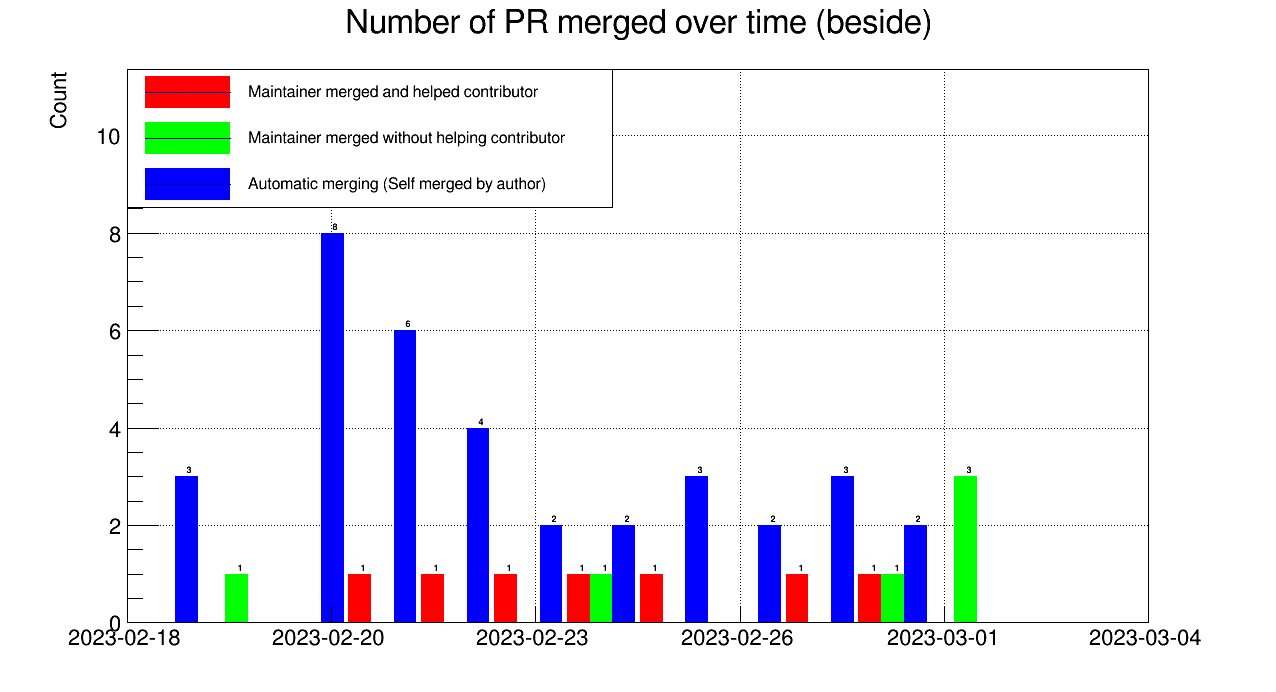 Number of PR merged over time (beside)
Count
Maintainer merged and helped contributor
Maintainer merged without helping contributor
Automatic merging (Self merged by author)
10
8
6
4
2
0
3 1 8 1 6 1 4 1 2 1 1 2 1 3 2 1 3 1 1 2 3
2023-02-18 2023-02-20 2023-02-23 2023-02-26 2023-03-01 2023-03-04